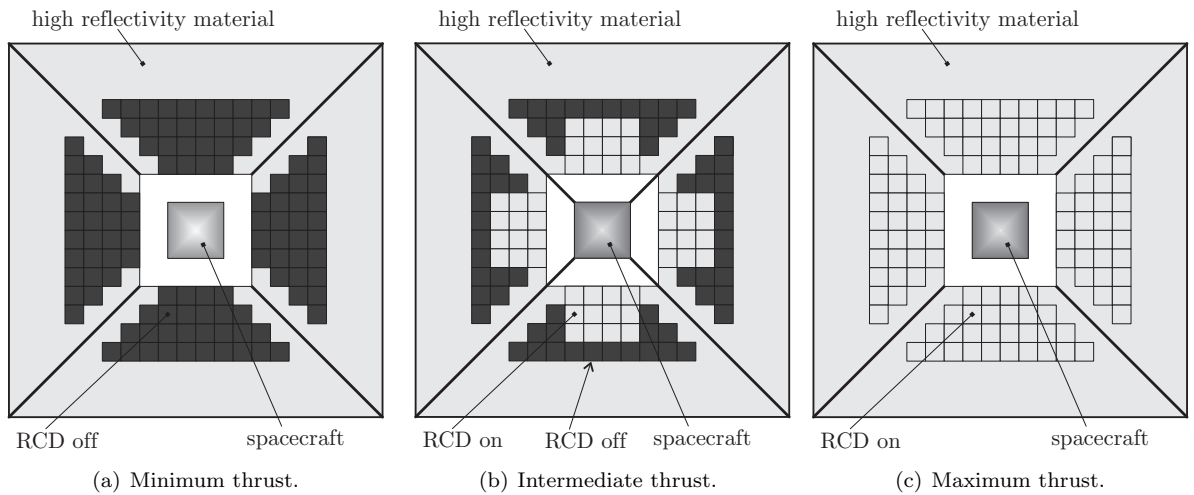 high reflectivity material
high reflectivity material
high reflectivity material
RCD off
spacecraft
RCD on
RCD off
spacecraft
RCD on
spacecraft
(a) Minimum thrust.
(b) Intermediate thrust.
(c) Maximum thrust.